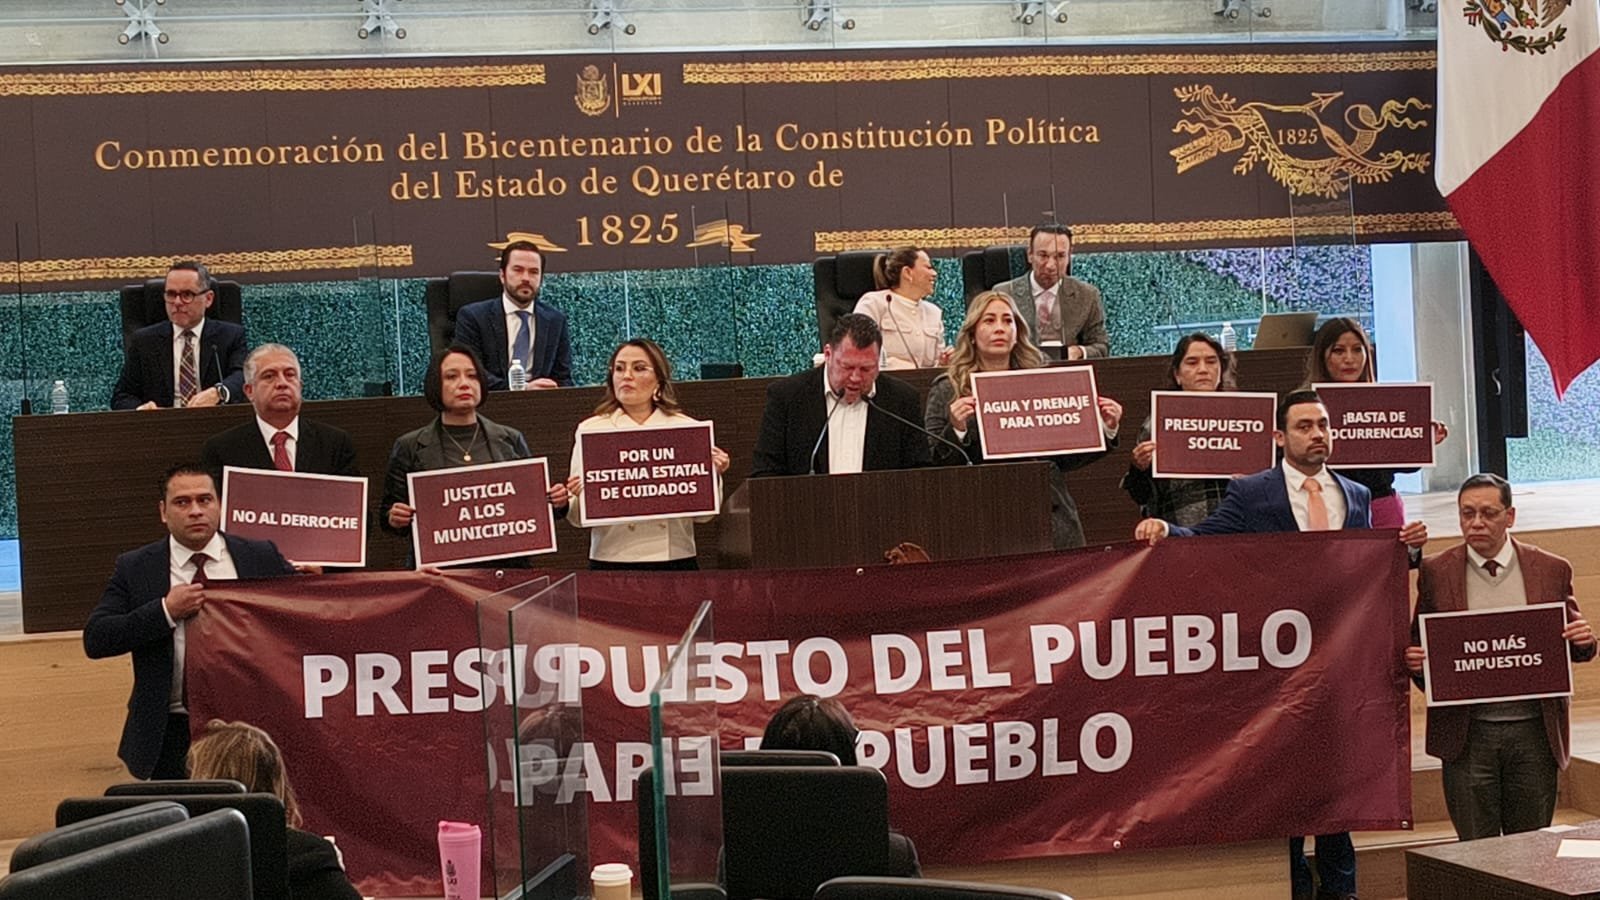 LXI
Conmemoración del Bicentenario de la Constitución Política
del Estado de Querétaro de
1825
1825
NO AL DERROCHE
JUSTICIA
A LOS
MUNICIPIOS
POR UN
SISTEMA ESTATAL
DE CUIDADOS
AGUA Y DRENAJE
PARA TODOS
PRESUPUESTO
SOCIAL
¡BASTA DE
OCURRENCIAS!
NO MÁS
IMPUESTOS
PRESUPUESTO DEL PUEBLO
PARA PUEBLO
LXI